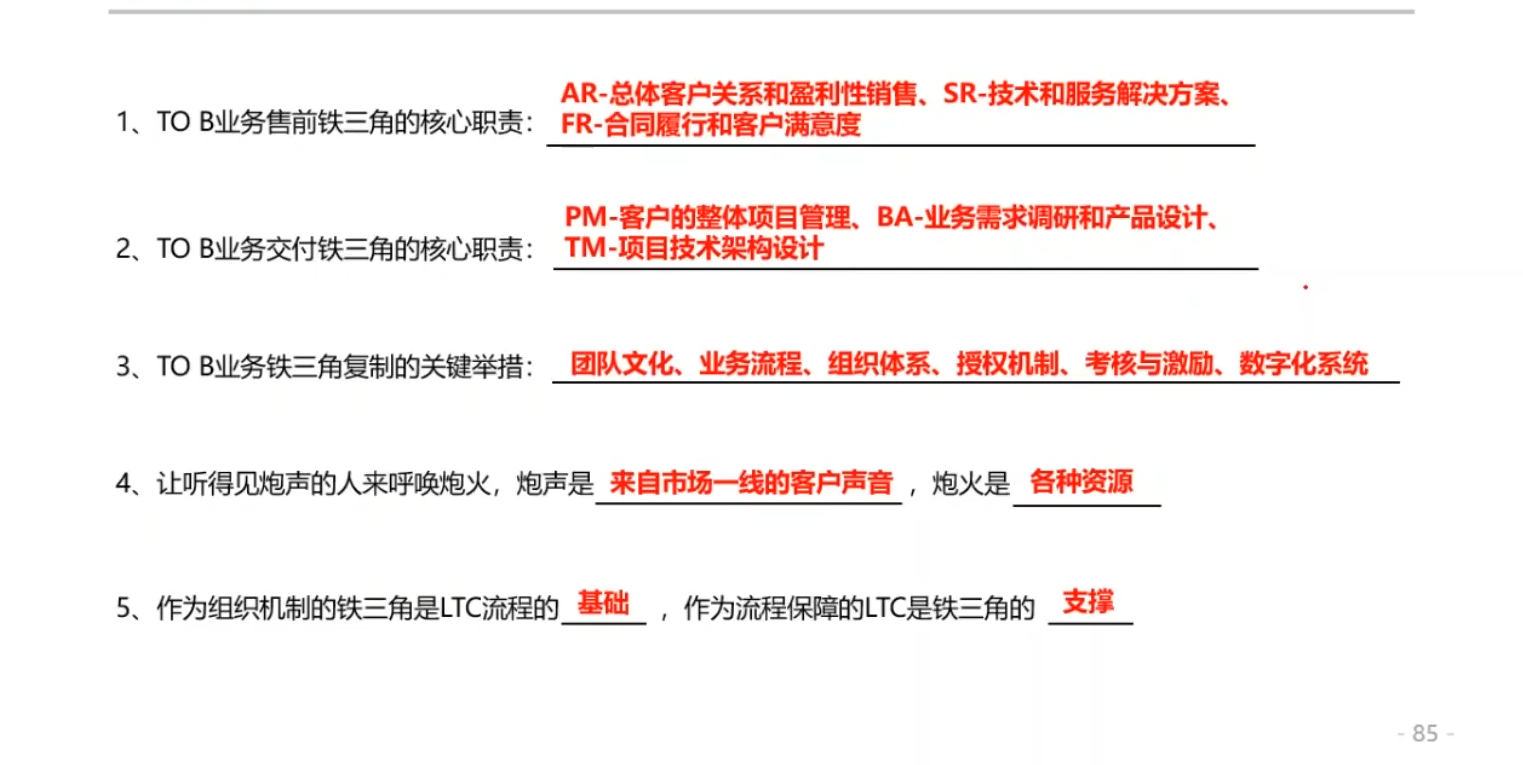 AR-总体客户关系和盈利性销售、SR-技术和服务解决方案、
1、TO B业务售前铁三角的核心职责：FR-合同履行和客户满意度
PM-客户的整体项目管理、BA-业务需求调研和产品设计、
2、TO B业务交付铁三角的核心职责：TM-项目技术架构设计
3、TO B业务铁三角复制的关键举措：团队文化、业务流程、组织体系、授权机制、考核与激励、数字化系统
4、让听得见炮声的人来呼唤炮火，炮声是 来自市场一线的客户声音 ，炮火是 各种资源
5、作为组织机制的铁三角是LTC流程的 基础 ，作为流程保障的LTC是铁三角的 支撑
- 85 -